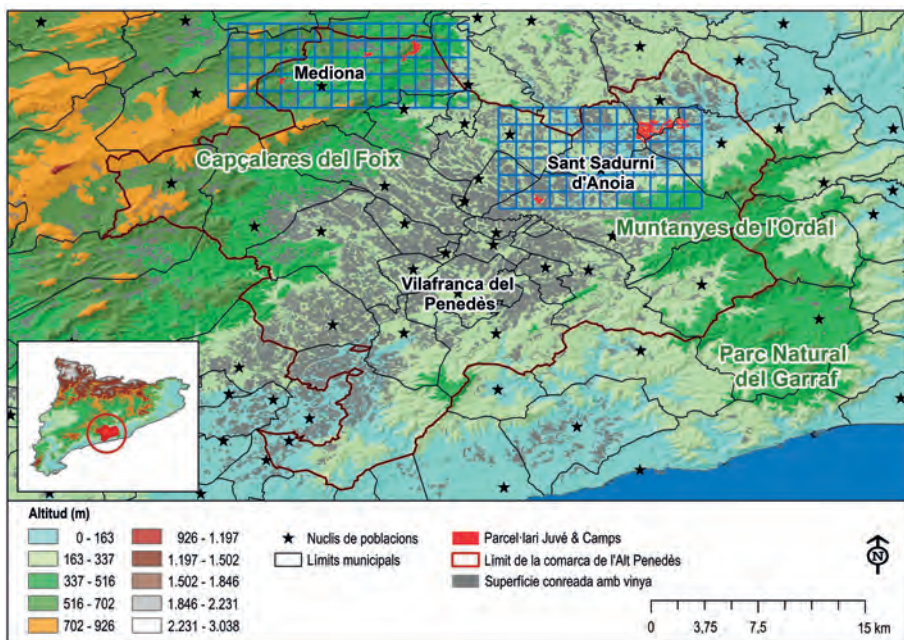 Mediona
Capçaleres del Foix
Sant Sadurní
d'Anoia
Muntanyes de l'Ordal
Vilafranca del
Penedès
Parc Natural
del Garraf
Altitud (m)
0 - 163
163 - 337
337 - 516
516 - 702
702 - 926
926 - 1.197
1.197 - 1.502
1.502 - 1.846
1.846 - 2.231
2.231 - 3.038
Nuclis de poblacions
Límits municipals
Parcel·lari Juvé & Camps
Límit de la comarca de l'Alt Penedès
Superfície conreada amb vinya
N
0 3,75 7,5 15 km